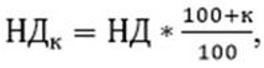 НДк = НД * 100+к/100,